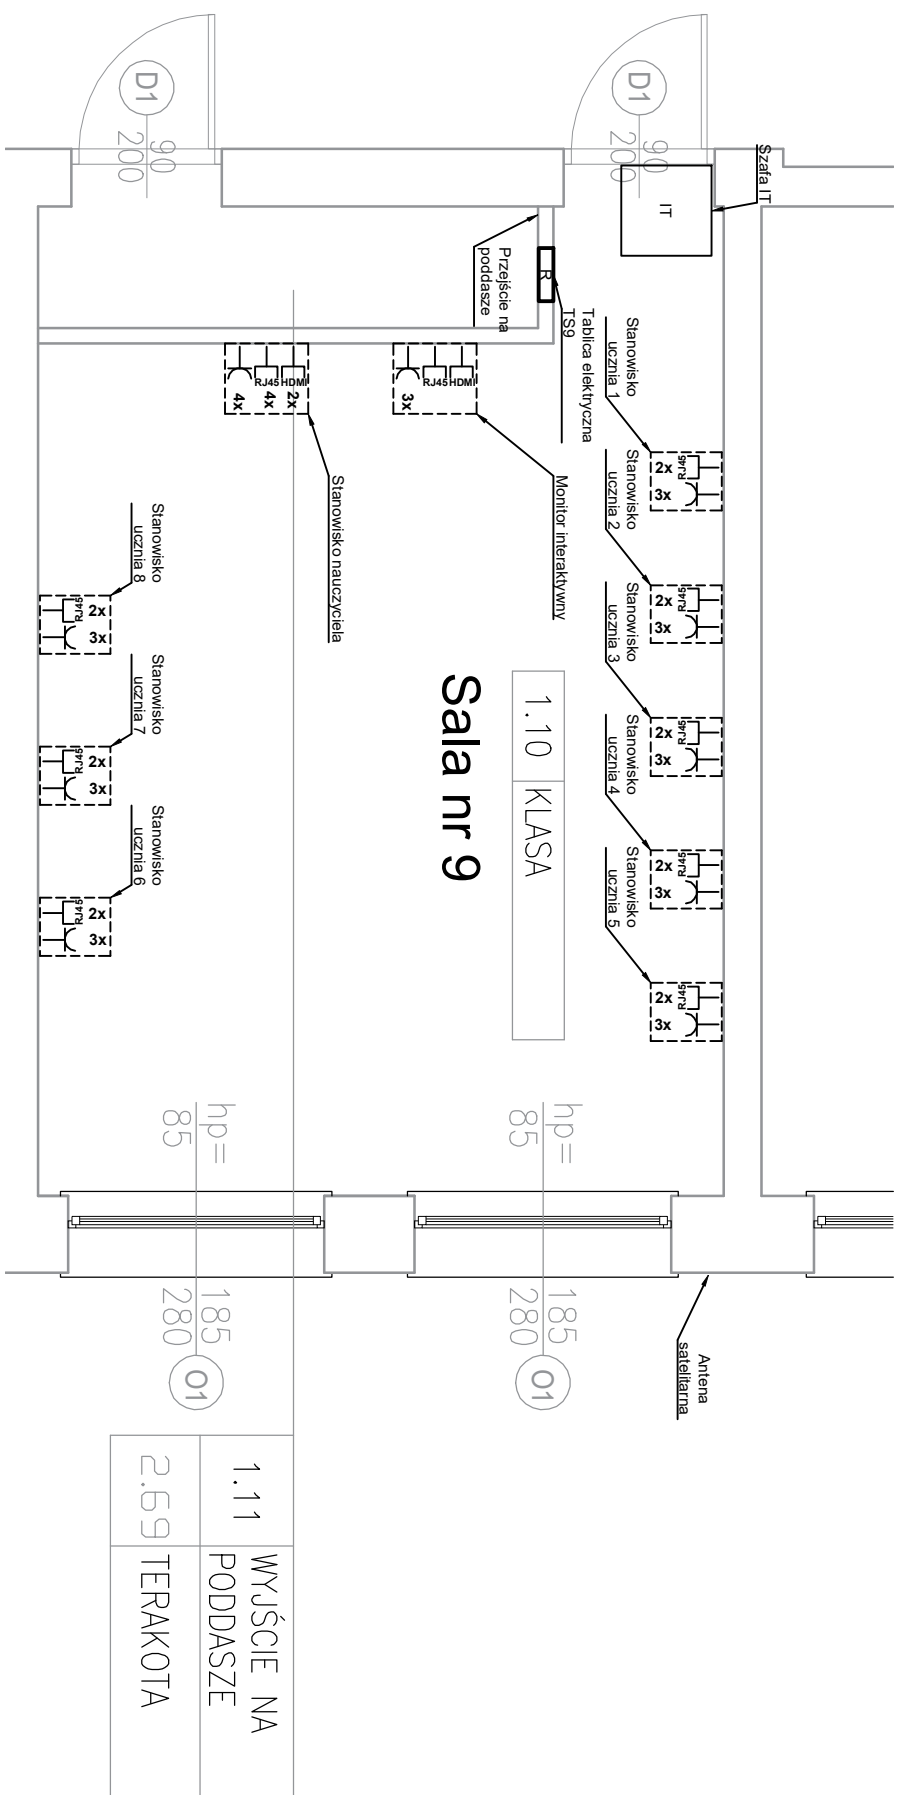 Szafa IT
IT
D1
90
200
D1
90
200
R
Przejście na
poddasze
Tablica elektryczna
TS9
Stanowisko
ucznia 1
2x
RJ45
3x
Stanowisko
ucznia 2
2x
RJ45
3x
Stanowisko
ucznia 3
2x
RJ45
3x
Stanowisko
ucznia 4
2x
RJ45
3x
Stanowisko
ucznia 5
2x
RJ45
3x
Monitor interaktywny
HDMI
RJ45
3x
Stanowisko nauczyciela
HDMI
2x
RJ45
4x
4x
1.10 KLASA
Sala nr 9
Stanowisko
ucznia 8
2x
RJ45
3x
Stanowisko
ucznia 7
2x
RJ45
3x
Stanowisko
ucznia 6
2x
RJ45
3x
hp=
85
185
280
O1
hp=
85
185
280
O1
Antena
satelitarna
1.11 WYJŚCIE NA
PODDASZE
2.69 TERAKOTA